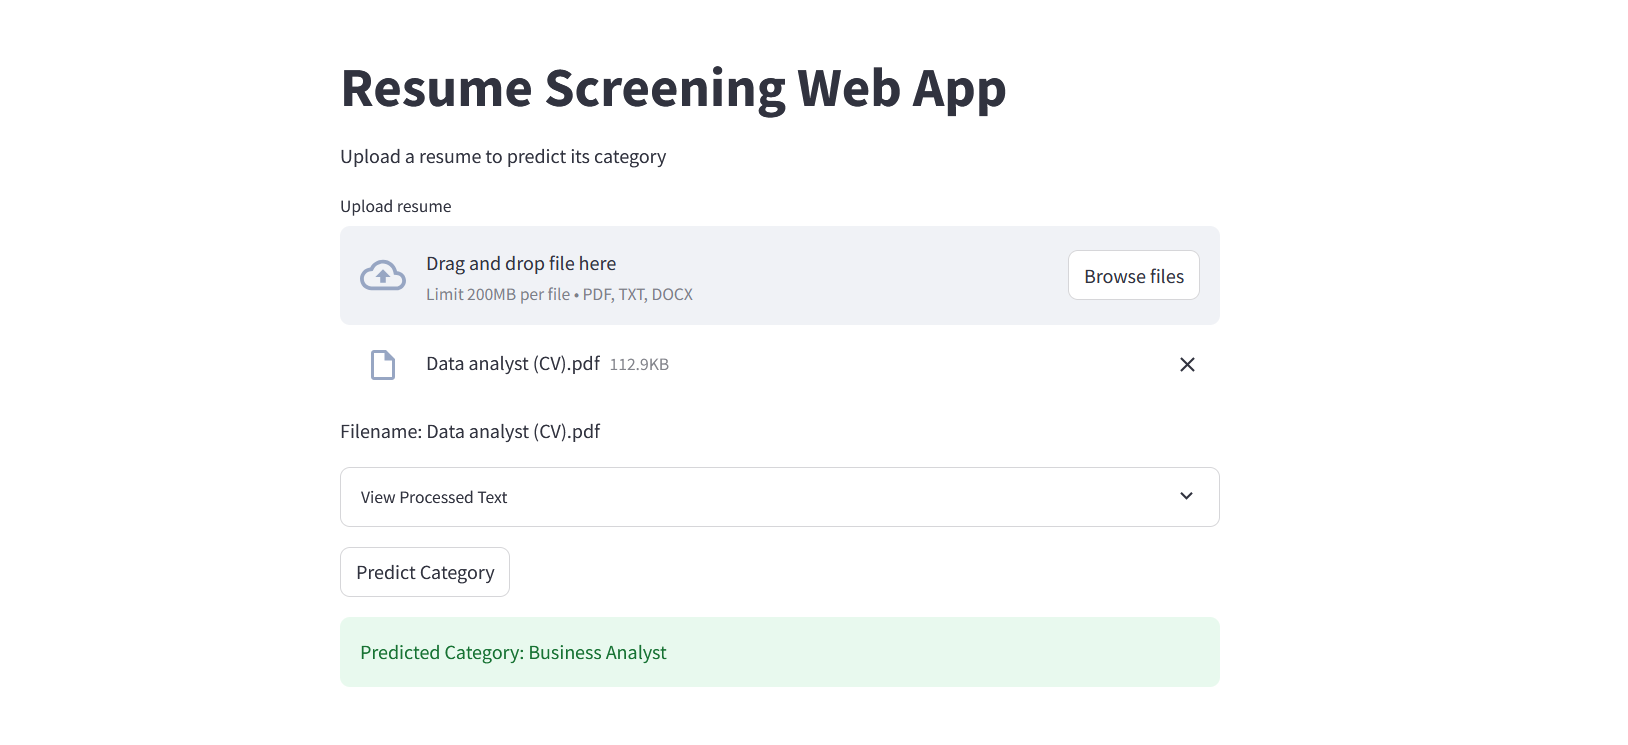 Resume Screening Web App
Upload a resume to predict its category
Upload resume
Drag and drop file here
Limit 200MB per file • PDF, TXT, DOCX
Browse files
Data analyst (CV).pdf 112.9KB
Filename: Data analyst (CV).pdf
View Processed Text
Predict Category
Predicted Category: Business Analyst